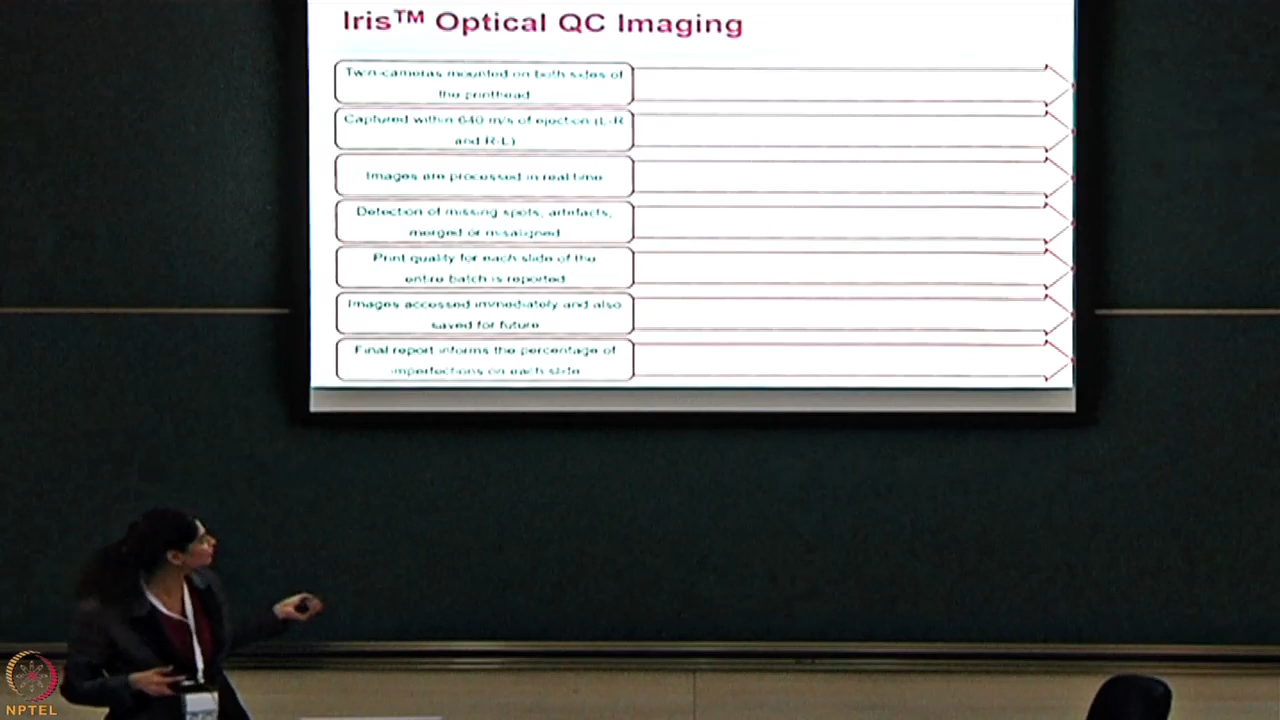 Iris™ Optical QC Imaging
Twin-cameras mounted on both sides of
the printhead
Captured within 640 m/s of ejection (L-R
and R-L)
Images are processed in real time
Detection of missing spots, artefacts,
merged or misaligned
Print quality for each slide of the
entire batch is reported
Images accessed immediately and also
saved for future
Final report informs the percentage of
imperfections on each slide
NPTEL